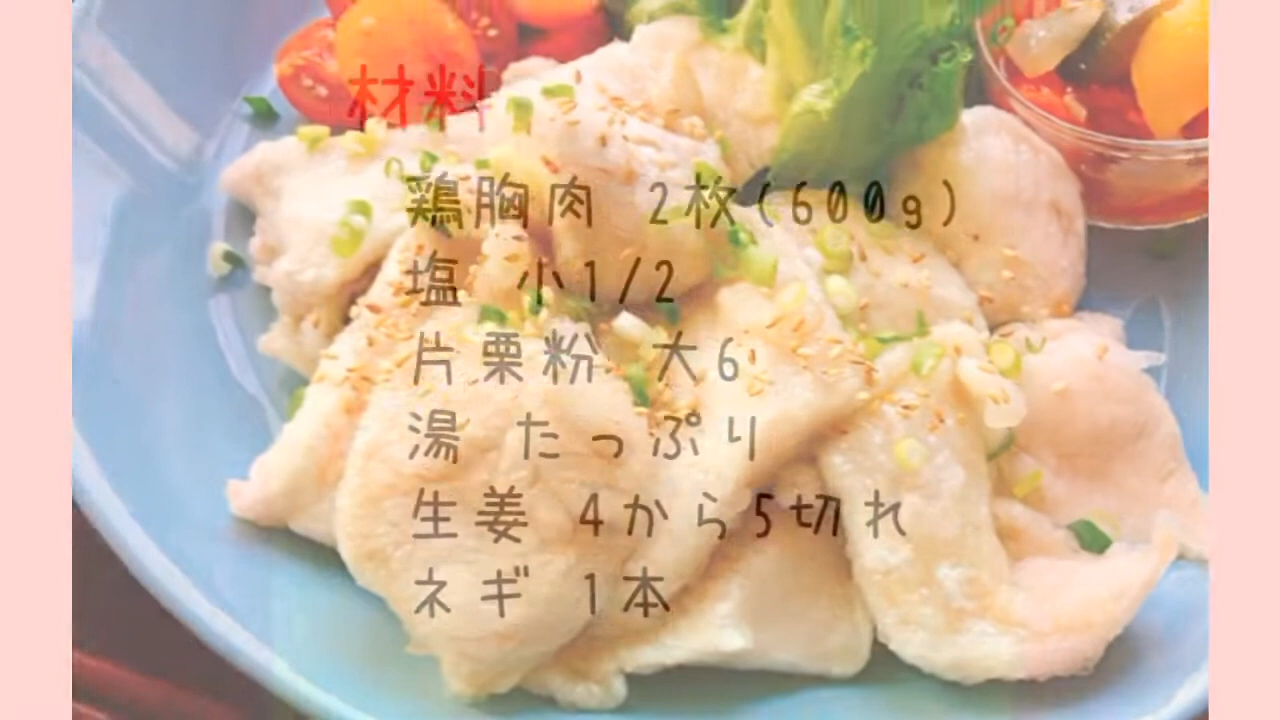 材料
鶏胸肉 2枚(600g)
塩 小1/2
片栗粉 大6
湯 たっぷり
生姜 4から5切れ
ネギ 1本